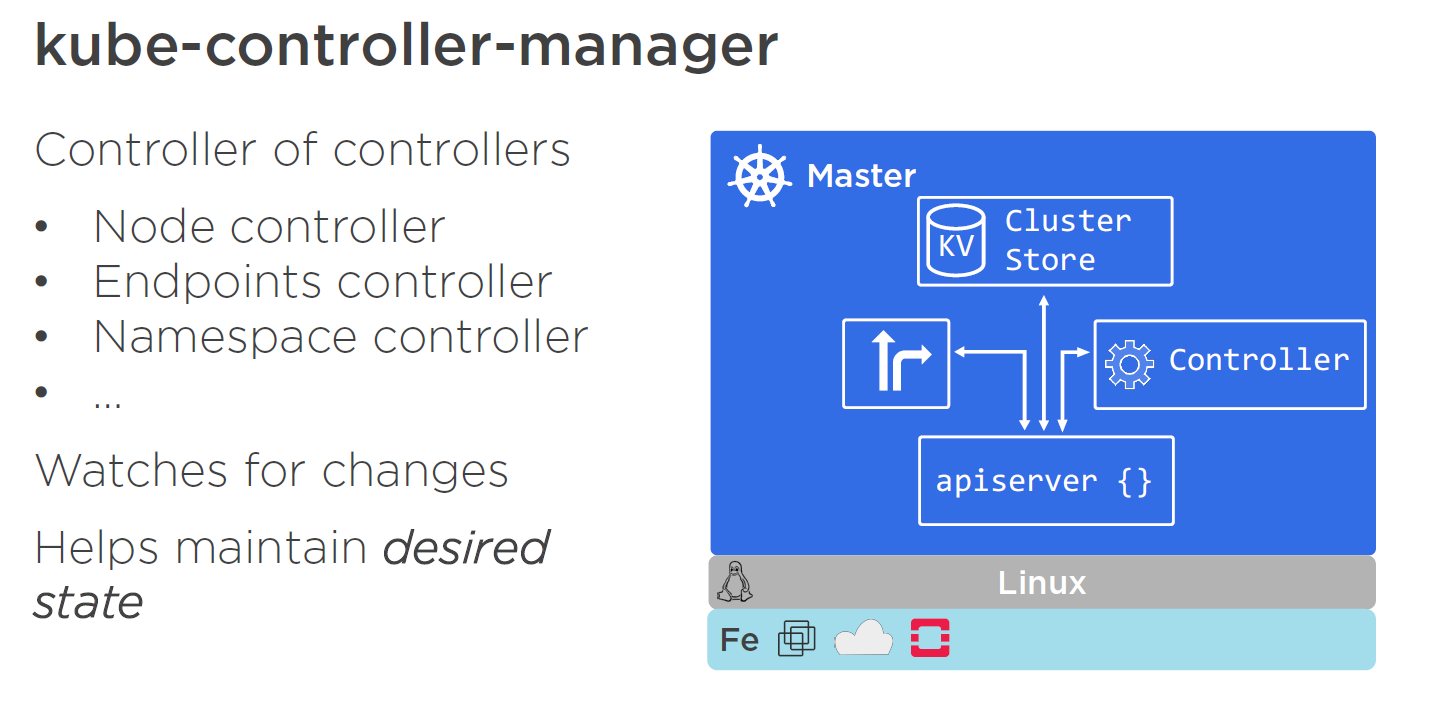 kube-controller-manager
Controller of controllers
• Node controller
• Endpoints controller
• Namespace controller
• ...
Watches for changes
Helps maintain desired
state
Master
KV
Cluster
Store
Controller
apiserver {}
Linux
Fe